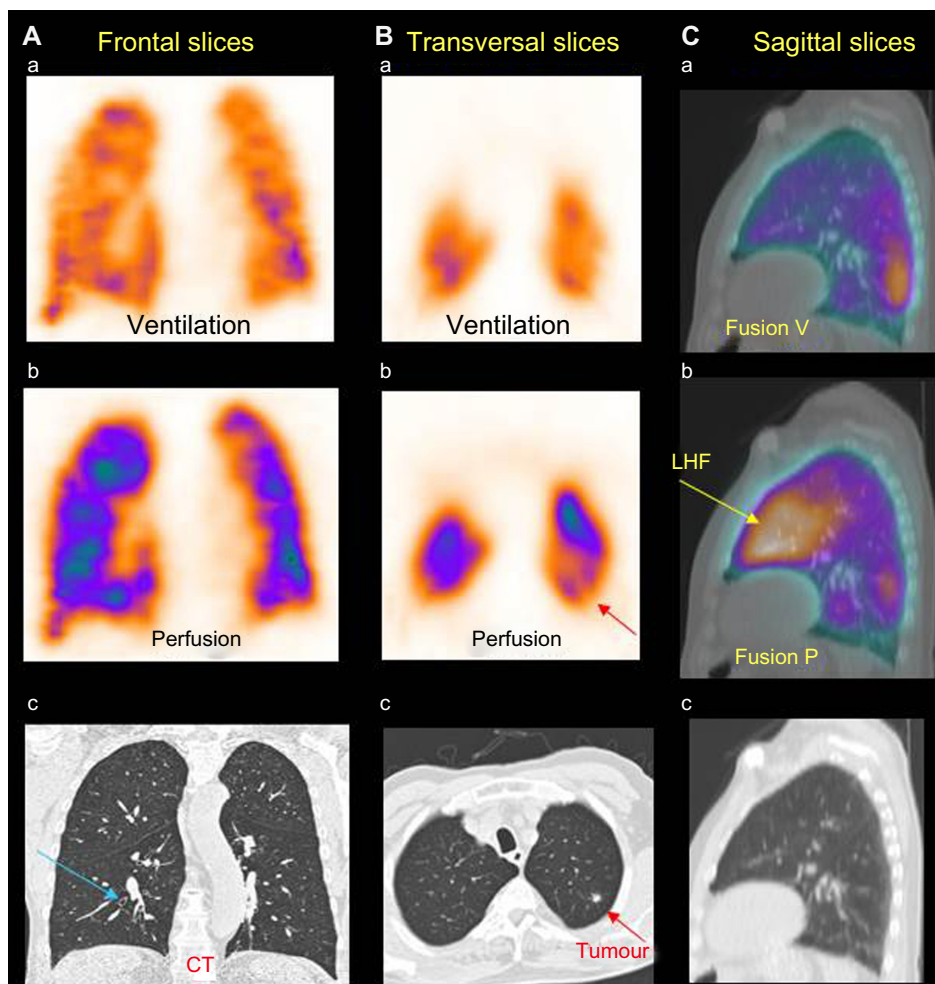 A Frontal slices
a
Ventilation
b
Perfusion
c
CT
B Transversal slices
a
Ventilation
b
Perfusion
c
Tumour
C Sagittal slices
a
Fusion V
b
LHF
Fusion P
c